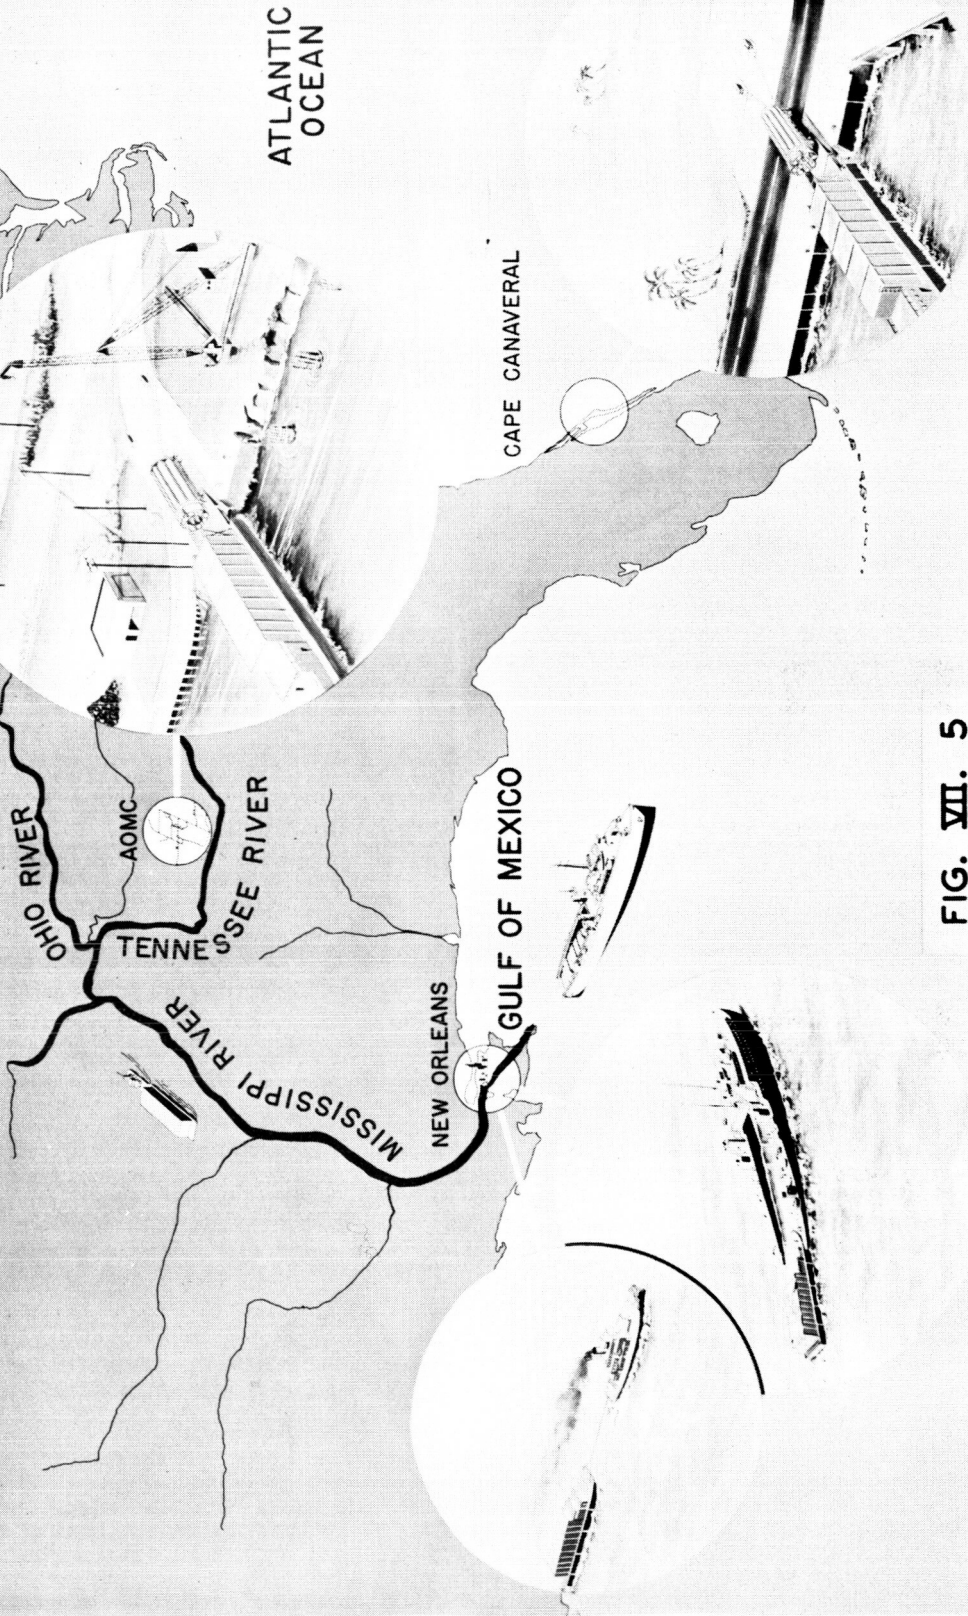 ATLANTIC
OCEAN
OHIO RIVER
AOMC
TENNESSEE RIVER
MISSISSIPPI RIVER
NEW ORLEANS
GULF OF MEXICO
CAPE CANAVERAL
FIG. VII. 5